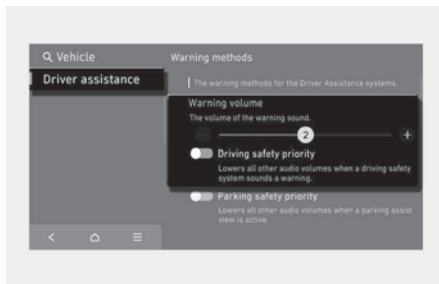 Vehicle
Driver assistance
Warning methods
The warning methods for the Driver Assistance systems.
Warning volume
The volume of the warning sound.
2
Driving safety priority
Lowers all other audio volumes when a driving safety
system sounds a warning.
Parking safety priority
Lowers all other audio volumes when a parking assist
view is active.